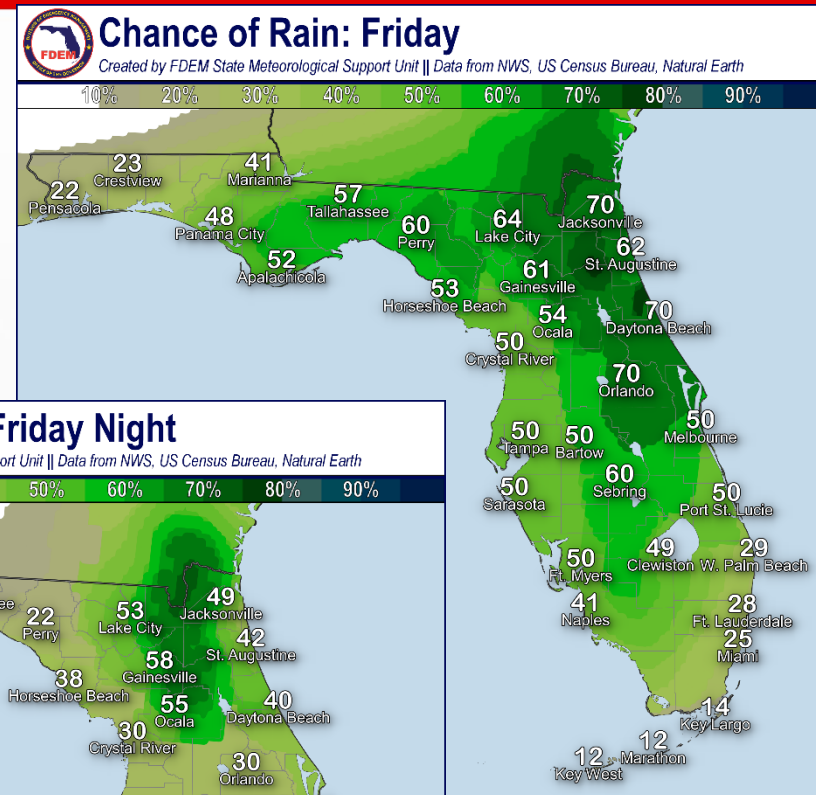 FDEM
Chance of Rain: Friday
Created by FDEM State Meteorological Support Unit || Data from NWS, US Census Bureau, Natural Earth
10% 20% 30% 40% 50% 60% 70% 80% 90%
23
Crestview
41
Marianna
22
Pensacola
57
Tallahassee
48
Panama City
60
Perry
64
Lake City
70
Jacksonville
52
Apalachicola
62
St. Augustine
61
Gainesville
53
Horseshoe Beach
54
Ocala
70
Daytona Beach
50
Crystal River
70
Orlando
50
Tampa
50
Bartow
50
Melbourne
60
Sebring
50
Sarasota
50
Port St. Lucie
50
Ft. Myers
49
Clewiston
29
W. Palm Beach
41
Naples
28
Ft. Lauderdale
25
Miami
14
Key Largo
12
Marathon
12
Key West
Friday Night
ort Unit || Data from NWS, US Census Bureau, Natural Earth
50% 60% 70% 80% 90%
ee
22
Perry
53
Lake City
49
Jacksonville
42
St. Augustine
58
Gainesville
38
Horseshoe Beach
55
Ocala
40
Daytona Beach
30
Crystal River
30
Orlando